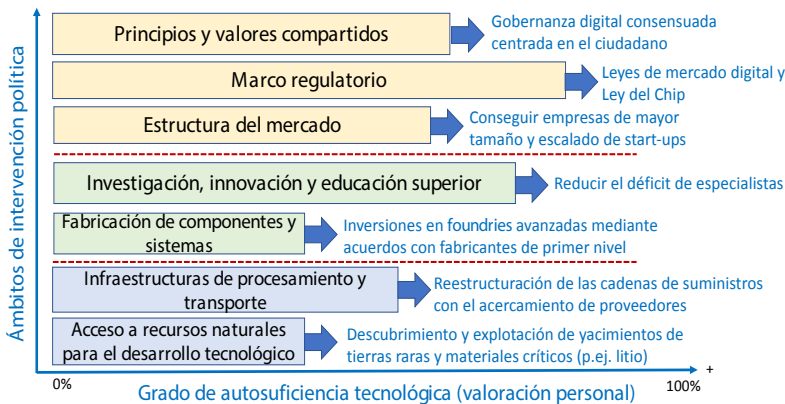 Ámbitos de intervención política
Principios y valores compartidos
Gobernanza digital consensuada
centrada en el ciudadano
Marco regulatorio
Leyes de mercado digital y
Ley del Chip
Estructura del mercado
Conseguir empresas de mayor
tamaño y escalado de start-ups
Investigación, innovación y educación superior
Reducir el déficit de especialistas
Fabricación de componentes y
sistemas
Inversiones en foundries avanzadas mediante
acuerdos con fabricantes de primer nivel
Infraestructuras de procesamiento y
transporte
Reestructuración de las cadenas de suministros
con el acercamiento de proveedores
Acceso a recursos naturales
para el desarrollo tecnológico
Descubrimiento y explotación de yacimientos de
tierras raras y materiales críticos (p.ej. litio)
+
0%
100%
Grado de autosuficiencia tecnológica (valoración personal)